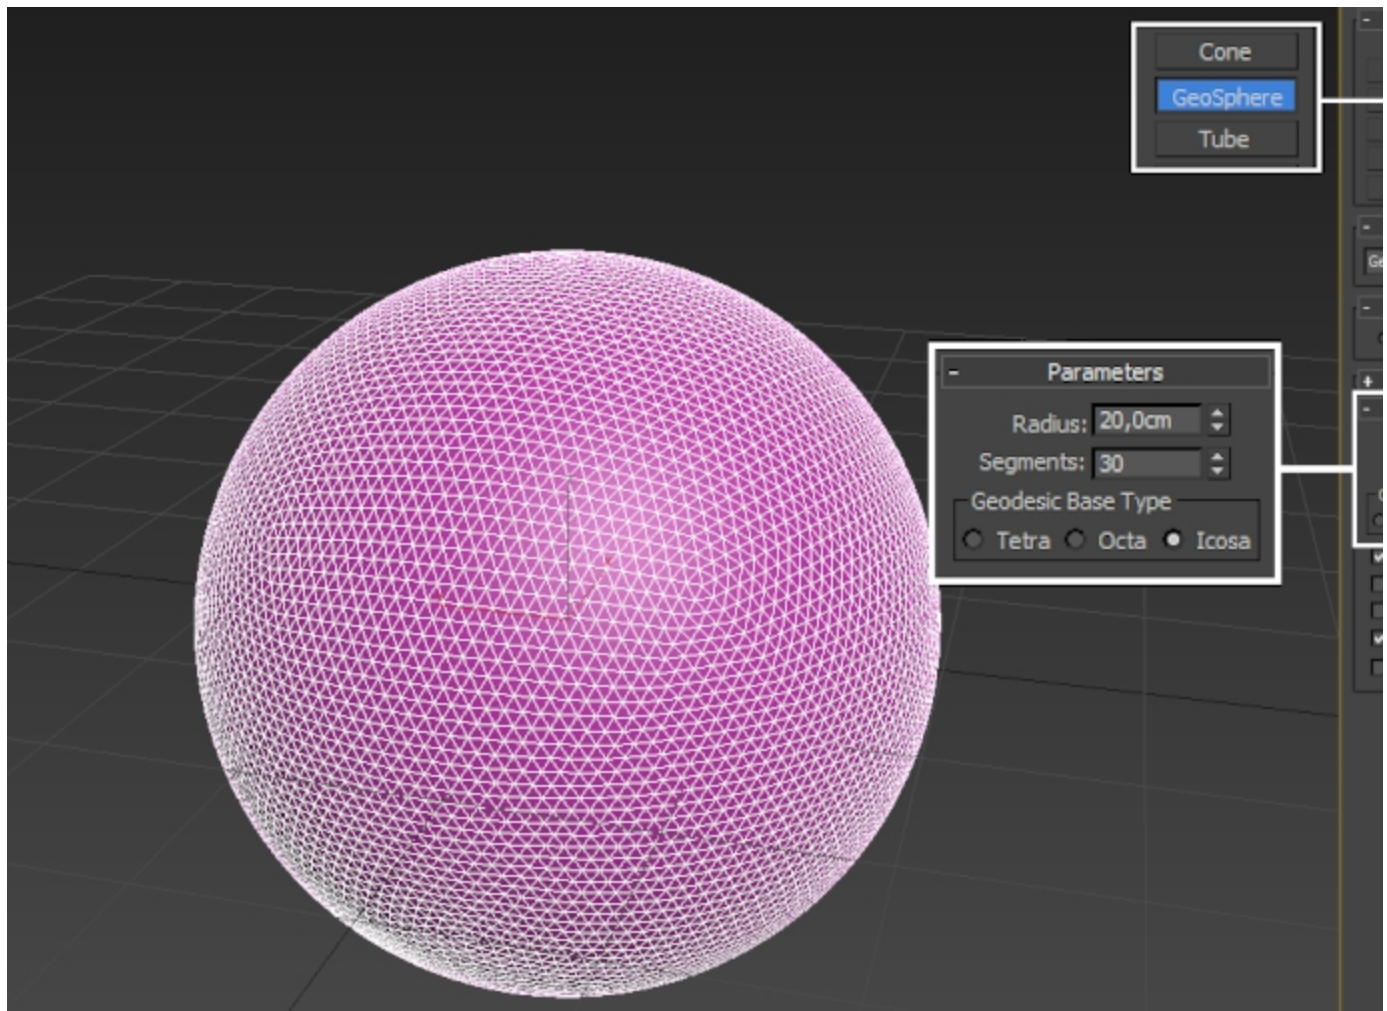 Cone
GeoSphere
Tube
Parameters
Radius: 20,0cm
Segments: 30
Geodesic Base Type
Tetra Octa Icosa